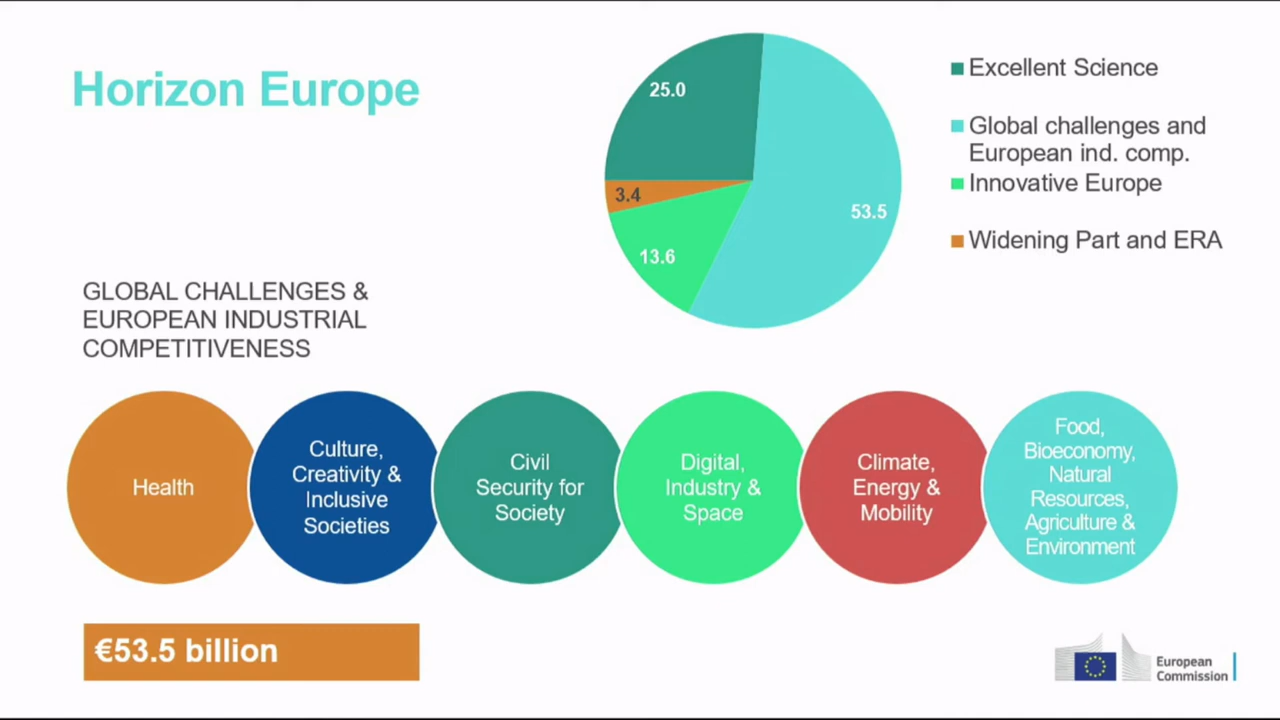 Horizon Europe
25.0
3.4
13.6
53.5
Excellent Science
Global challenges and
European ind. comp.
Innovative Europe
Widening Part and ERA
GLOBAL CHALLENGES &
EUROPEAN INDUSTRIAL
COMPETITIVENESS
Health
Culture,
Creativity &
Inclusive
Societies
Civil
Security for
Society
Digital,
Industry &
Space
Climate,
Energy &
Mobility
Food,
Bioeconomy,
Natural
Resources,
Agriculture &
Environment
€53.5 billion
European
Commission